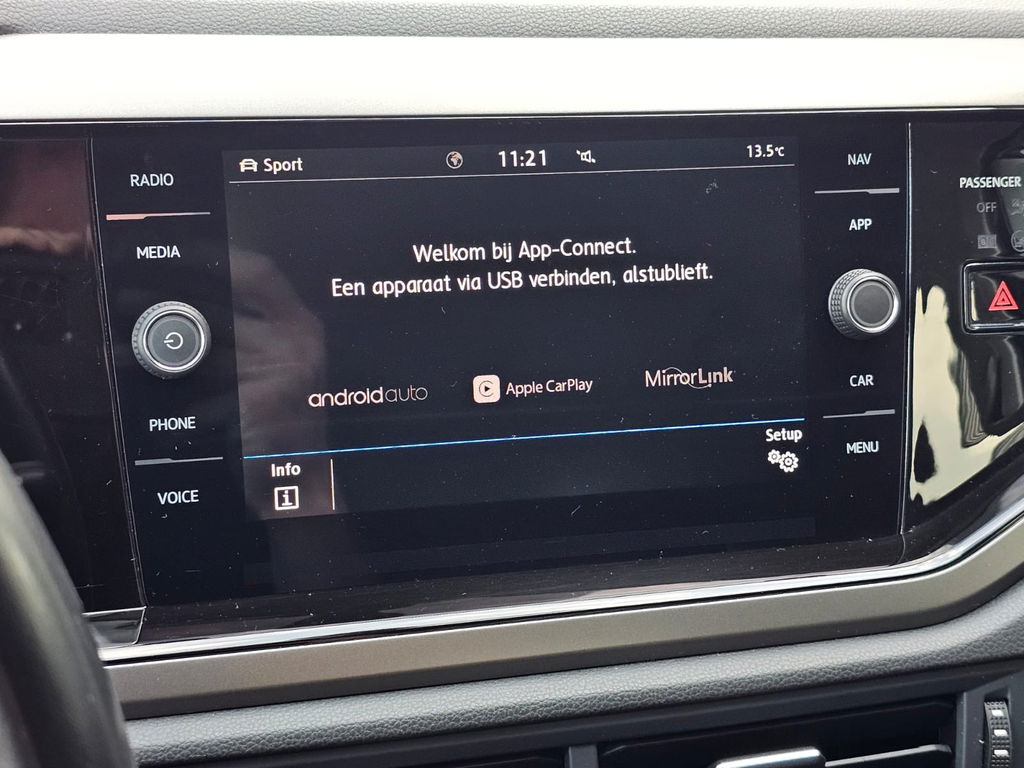 RADIO
MEDIA
PHONE
VOICE
Sport 11:21 13.5°C
Welkom bij App-Connect.
Een apparaat via USB verbinden, alstublieft.
androidauto Apple CarPlay MirrorLink
Info
Setup
NAV
APP
CAR
MENU
PASSENGER
OFF